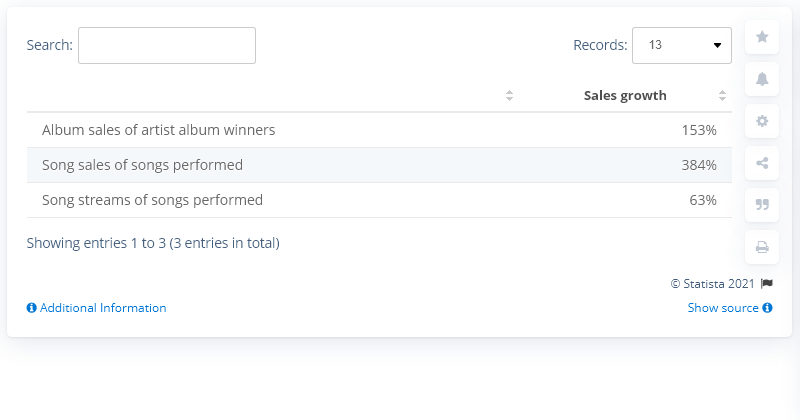 Search:
Records: 13
Sales growth
Album sales of artist album winners 153%
Song sales of songs performed 384%
Song streams of songs performed 63%
Showing entries 1 to 3 (3 entries in total)
© Statista 2021
Additional Information Show source